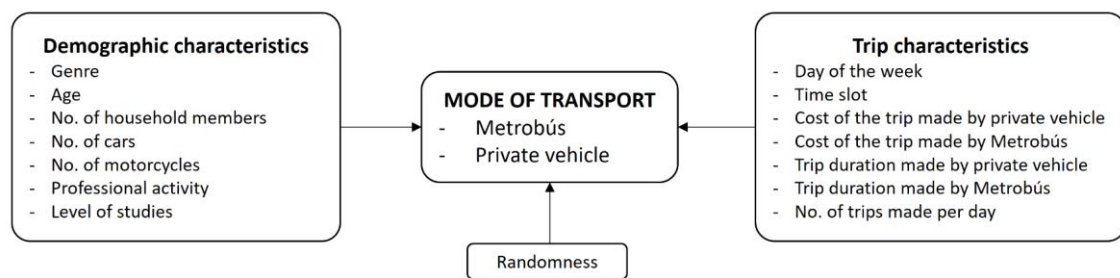 Demographic characteristics
- Genre
- Age
- No. of household members
- No. of cars
- No. of motorcycles
- Professional activity
- Level of studies
MODE OF TRANSPORT
- Metrobús
- Private vehicle
Randomness
Trip characteristics
- Day of the week
- Time slot
- Cost of the trip made by private vehicle
- Cost of the trip made by Metrobús
- Trip duration made by private vehicle
- Trip duration made by Metrobús
- No. of trips made per day